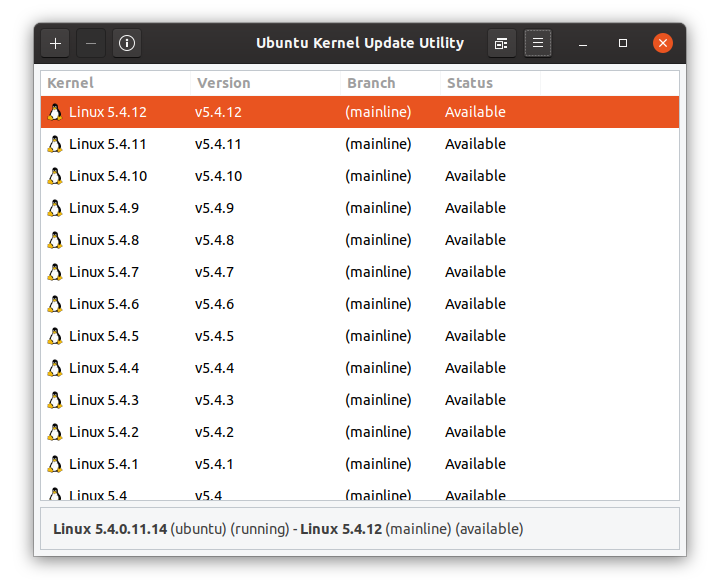 Ubuntu Kernel Update Utility
Kernel Version Branch Status
Linux 5.4.12 v5.4.12 (mainline) Available
Linux 5.4.11 v5.4.11 (mainline) Available
Linux 5.4.10 v5.4.10 (mainline) Available
Linux 5.4.9 v5.4.9 (mainline) Available
Linux 5.4.8 v5.4.8 (mainline) Available
Linux 5.4.7 v5.4.7 (mainline) Available
Linux 5.4.6 v5.4.6 (mainline) Available
Linux 5.4.5 v5.4.5 (mainline) Available
Linux 5.4.4 v5.4.4 (mainline) Available
Linux 5.4.3 v5.4.3 (mainline) Available
Linux 5.4.2 v5.4.2 (mainline) Available
Linux 5.4.1 v5.4.1 (mainline) Available
Linux 5.4 v5.4 (mainline) Available
Linux 5.4.0.11.14 (ubuntu) (running) - Linux 5.4.12 (mainline) (available)